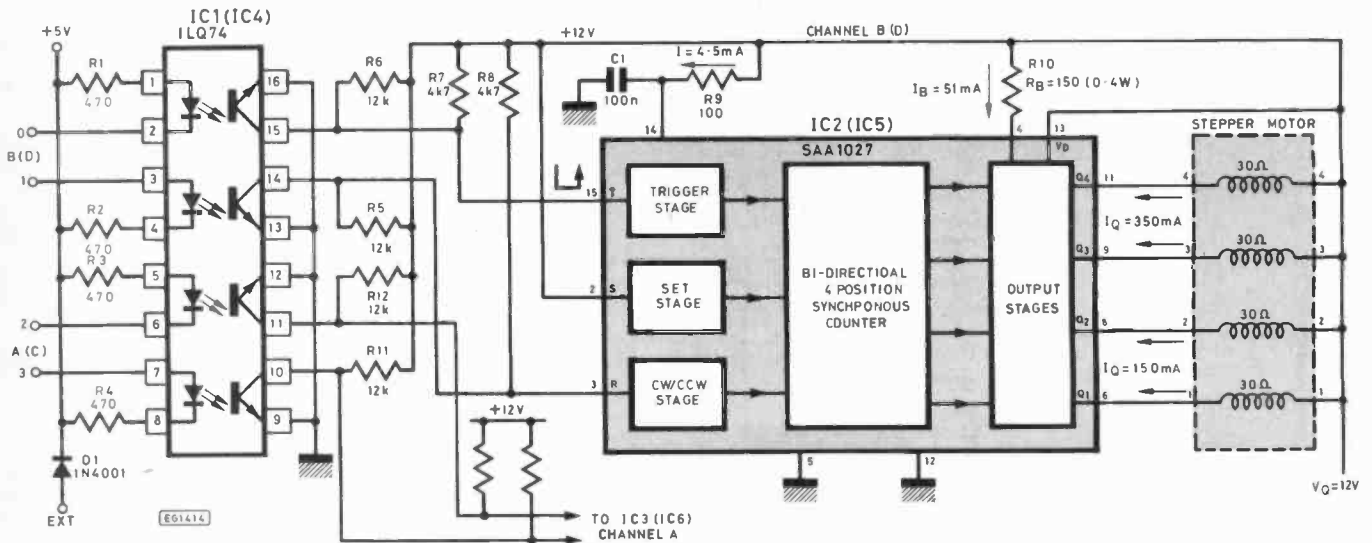 IC1(IC4)
ILQ74
+5V
R1
470
0
B(D)
1
R2
470
R3
470
2
A(C)
3
R4
470
D1
1N4001
EXT
EG1414
1
2
3
4
5
6
7
8
16
15
14
13
12
11
10
9
R6
12k
R5
12k
R12
12k
R11
12k
R7
4k7
R8
4k7
+12V
CHANNEL B(D)
C1
100n
I=4·5mA
R9
100
14
R10
RB=150 (0·4W)
IB=51mA
4
13
VD
IC2(IC5)
SAA1027
15
T
TRIGGER
STAGE
2
S
SET
STAGE
3
R
CW/CCW
STAGE
BI-DIRECTIONAL
4 POSITION
SYNCHPONOUS
COUNTER
OUTPUT
STAGES
Q4
11
Q3
9
Q2
Q1
6
5
12
IQ=350mA
IQ=150mA
STEPPER MOTOR
4
30Ω
4
3
30Ω
3
2
30Ω
2
1
30Ω
1
VQ=12V
+12V
TO IC3(IC6)
CHANNEL A